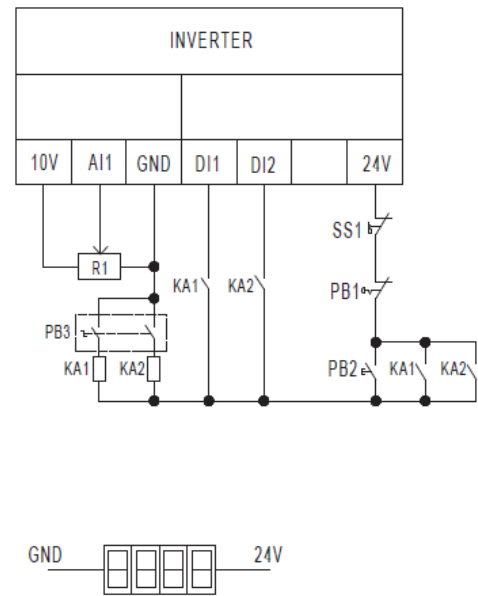 INVERTER
10V AI1 GND DI1 DI2 24V
SS1
R1
KA1 KA2 PB1
PB3
KA1 KA2 PB2 KA1 KA2
GND 24V